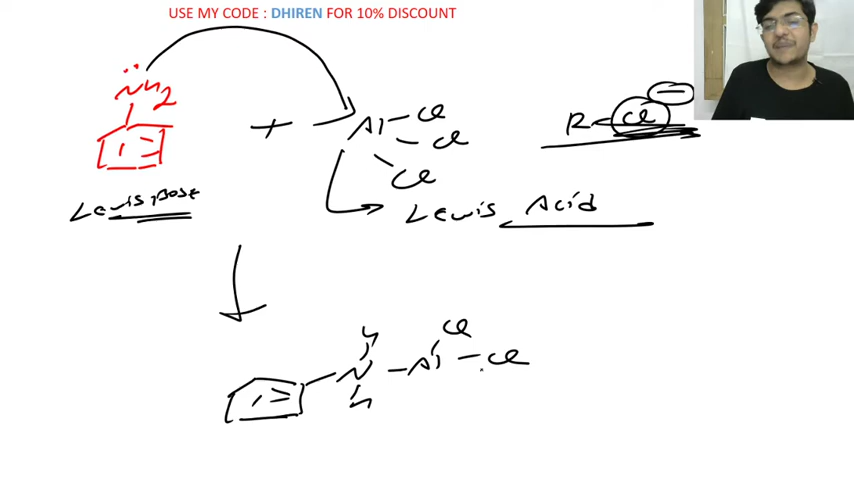 USE MY CODE : DHIREN FOR 10% DISCOUNT
NH2
+
Al
Cl
Cl
Cl
R-Cl
−
Lewis Base
Lewis Acid
H
N
H
Al
Cl
Cl